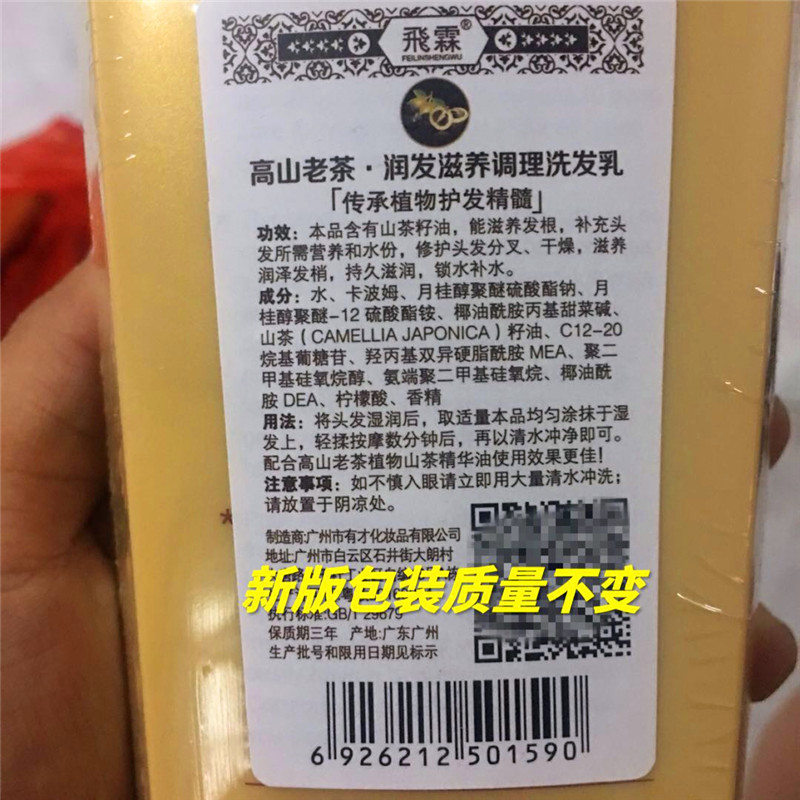 飛霖®
FEILINSHENGWU
高山老茶·润发滋养调理洗发乳
「传承植物护发精髓」
功效：本品含有山茶籽油，能滋养发根，补充头
发所需营养和水份，修护头发分叉、干燥，滋养
润泽发梢，持久滋润，锁水补水。
成分：水、卡波姆、月桂醇聚醚硫酸酯钠、月
桂醇聚醚-12 硫酸酯铵、椰油酰胺丙基甜菜碱、
山茶（CAMELLIA JAPONICA）籽油、C12-20
烷基葡糖苷、羟丙基双异硬脂酰胺 MEA、聚二
甲基硅氧烷醇、氨端聚二甲基硅氧烷、椰油酰
胺 DEA、柠檬酸、香精
用法：将头发湿润后，取适量本品均匀涂抹于湿
发上，轻揉按摩数分钟后，再以清水冲净即可。
配合高山老茶植物山茶精华油使用效果更佳！
注意事项：如不慎入眼请立即用大量清水冲洗；
请放置于阴凉处。
制造商:广州市有才化妆品有限公司
地址:广州市白云区石井街大朗村
新版包装质量不变
执行标准:GB/T 29679
保质期三年 产地:广东广州
生产批号和限用日期见标示
6 926212 501590